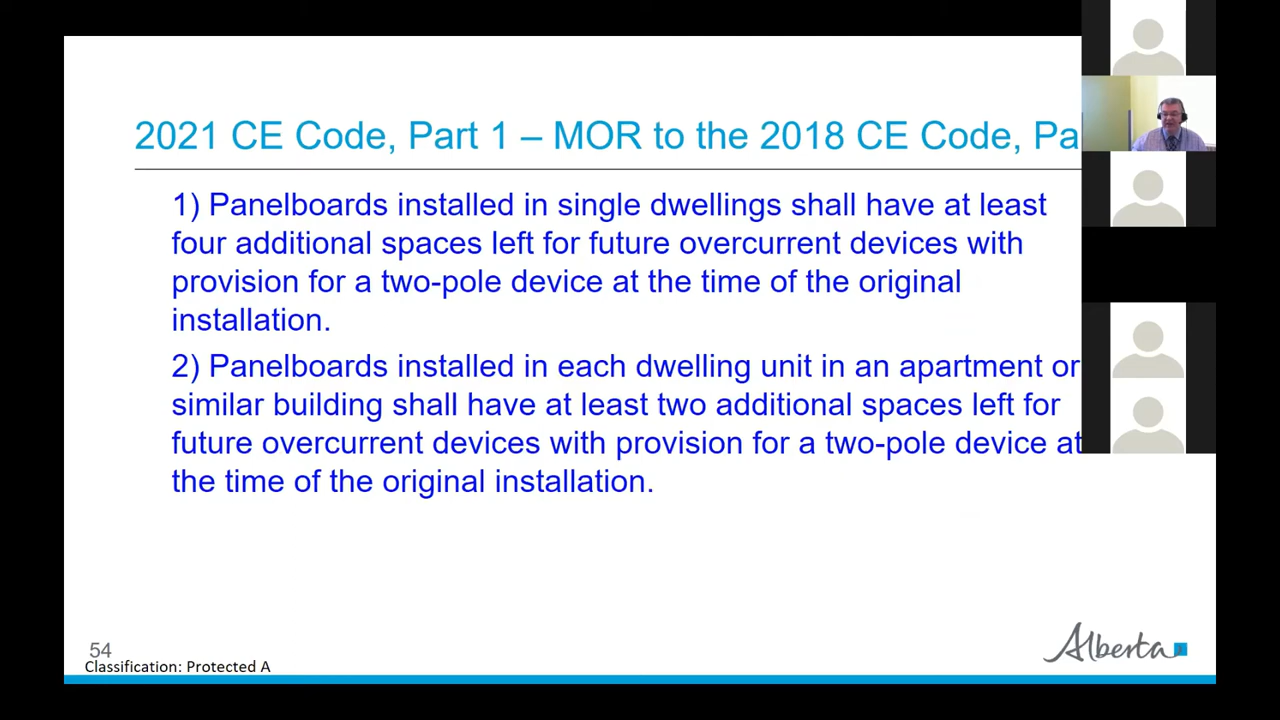 2021 CE Code, Part 1 – MOR to the 2018 CE Code, Pa
1) Panelboards installed in single dwellings shall have at least
four additional spaces left for future overcurrent devices with
provision for a two-pole device at the time of the original
installation.
2) Panelboards installed in each dwelling unit in an apartment or
similar building shall have at least two additional spaces left for
future overcurrent devices with provision for a two-pole device at
the time of the original installation.
54
Classification: Protected A
Alberta